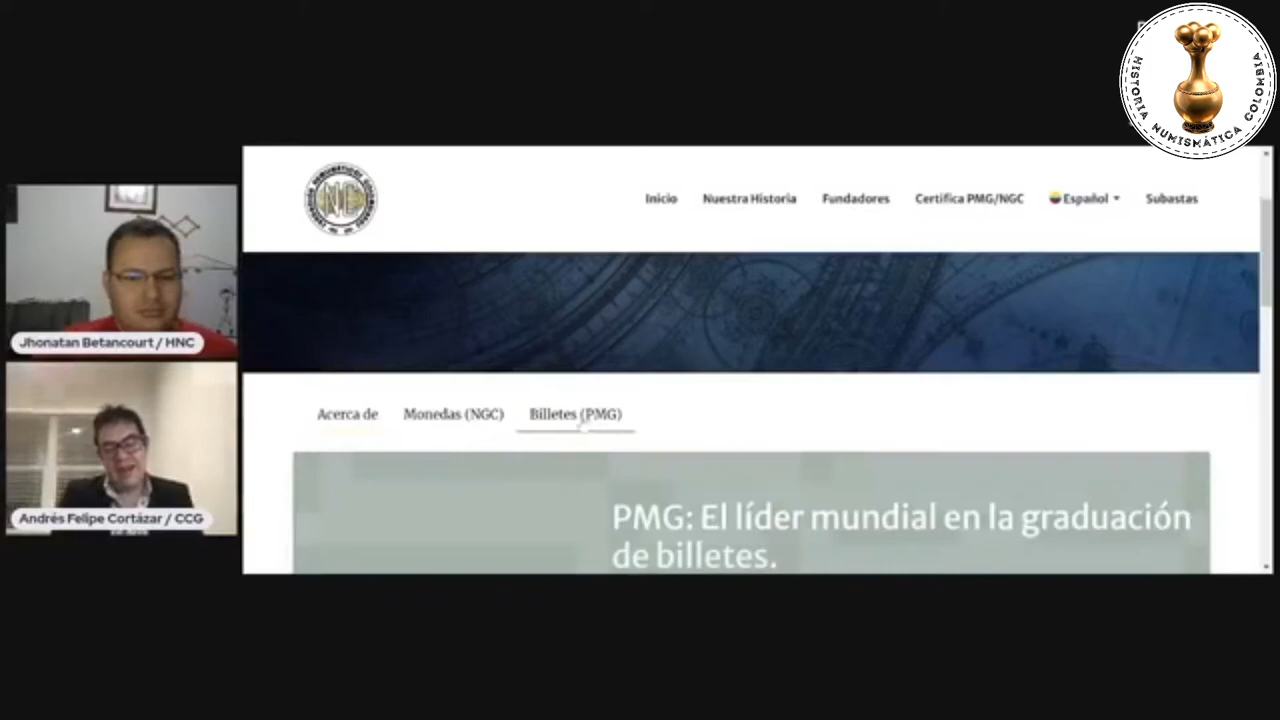 HISTORIA NUMISMÁTICA COLOMBIA
Inicio
Nuestra Historia
Fundadores
Certifica PMG/NGC
Español
Subastas
Jhonatan Betancourt / HNC
Acerca de
Monedas (NGC)
Billetes (PMG)
Andrés Felipe Cortázar / CCG
PMG: El líder mundial en la graduación
de billetes.